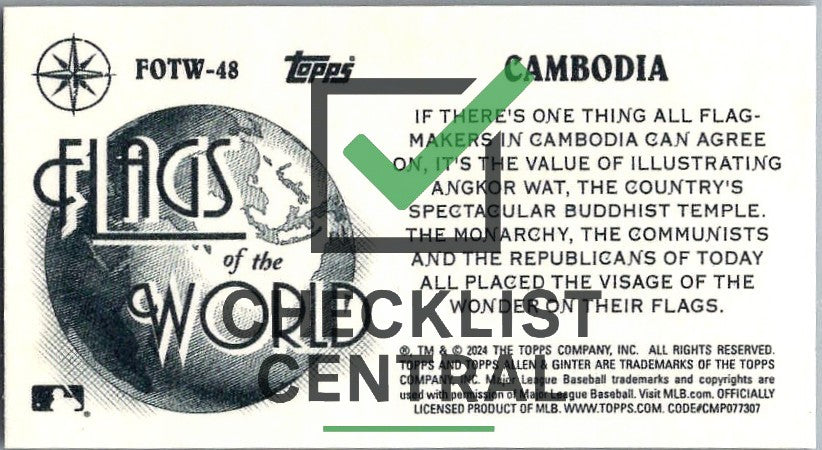 FOTW-48
topps
CAMBODIA
FLAGS
of the
WORLD
IF THERE'S ONE THING ALL FLAG-
MAKERS IN CAMBODIA CAN AGREE
ON, IT'S THE VALUE OF ILLUSTRATING
ANGKOR WAT, THE COUNTRY'S
SPECTACULAR BUDDHIST TEMPLE.
THE MONARCHY, THE COMMUNISTS
AND THE REPUBLICANS OF TODAY
ALL PLACED THE VISAGE OF THE
WONDER ON THEIR FLAGS.
®, TM & © 2024 THE TOPPS COMPANY, INC. ALL RIGHTS RESERVED.
TOPPS AND TOPPS ALLEN & GINTER ARE TRADEMARKS OF THE TOPPS
COMPANY, INC. Major League Baseball trademarks and copyrights are
used with permission of Major League Baseball. Visit MLB.com. OFFICIALLY
LICENSED PRODUCT OF MLB. WWW.TOPPS.COM. CODE#CMP077307
CHECKLIST
CENTRAL